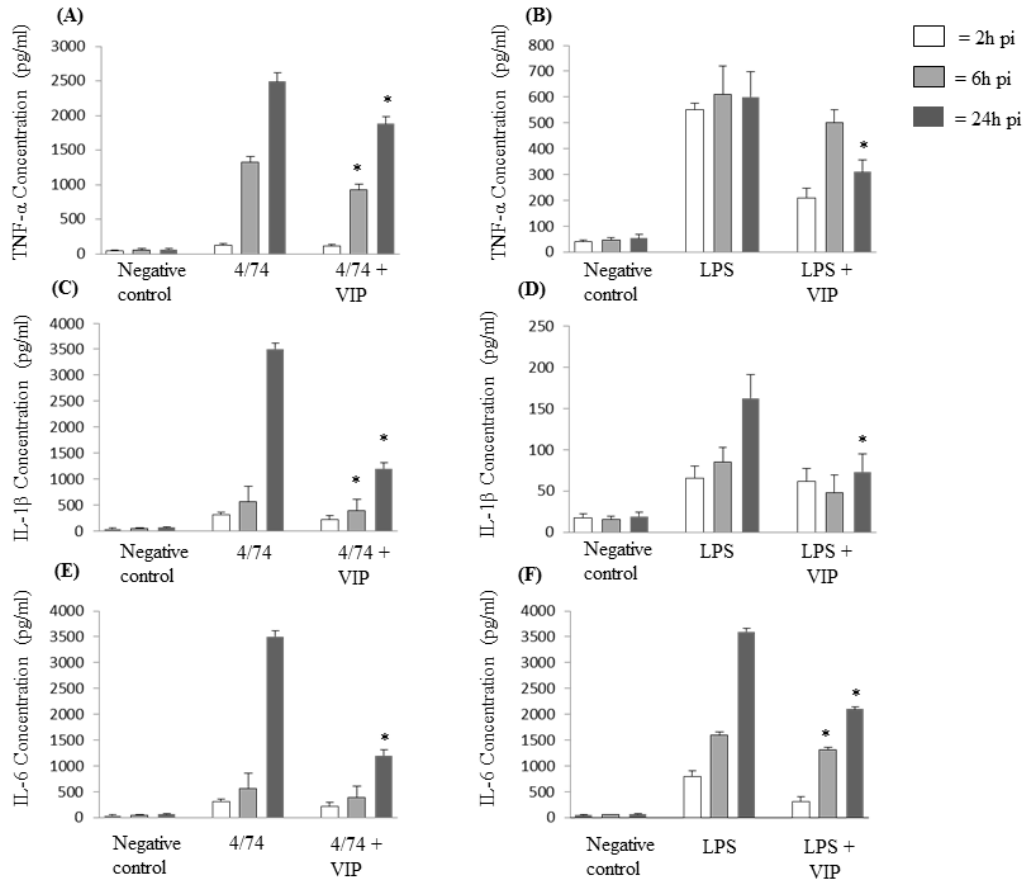 (A)
TNF-α Concentration (pg/ml)
3000
2500
2000
1500
1000
500
0
*
*
Negative control
4/74
4/74 + VIP
(B)
TNF-α Concentration (pg/ml)
800
700
600
500
400
300
200
100
0
*
Negative control
LPS
LPS + VIP
= 2h pi
= 6h pi
= 24h pi
(C)
IL-1β Concentration (pg/ml)
4000
3500
3000
2500
2000
1500
1000
500
0
*
*
Negative control
4/74
4/74 + VIP
(D)
IL-1β Concentration (pg/ml)
250
200
150
100
50
0
*
Negative control
LPS
LPS + VIP
(E)
IL-6 Concentration (pg/ml)
4000
3500
3000
2500
2000
1500
1000
500
0
*
Negative control
4/74
4/74 + VIP
(F)
IL-6 Concentration (pg/ml)
4000
3500
3000
2500
2000
1500
1000
500
0
*
*
Negative control
LPS
LPS + VIP